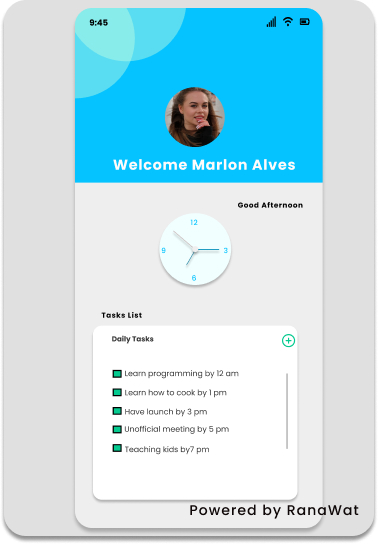 9:45
Welcome Marlon Alves
Good Afternoon
12
9
3
6
Tasks List
Daily Tasks
Learn programming by 12 am
Learn how to cook by 1 pm
Have launch by 3 pm
Unofficial meeting by 5 pm
Teaching kids by7 pm
Powered by RanaWat